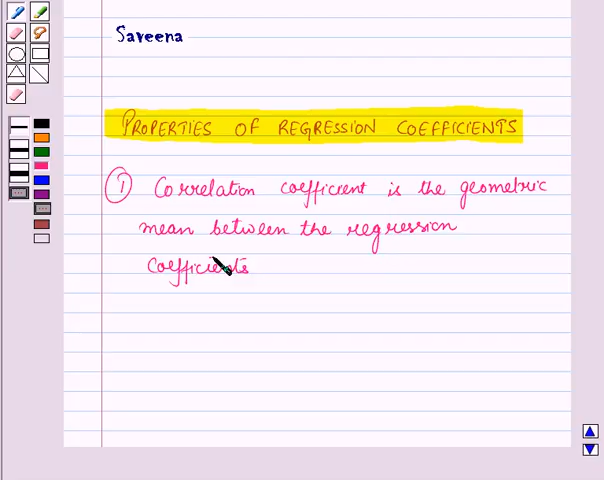 Saveena
PROPERTIES OF REGRESSION COEFFICIENTS
① Correlation coefficient is the geometric
mean between the regression
coefficients